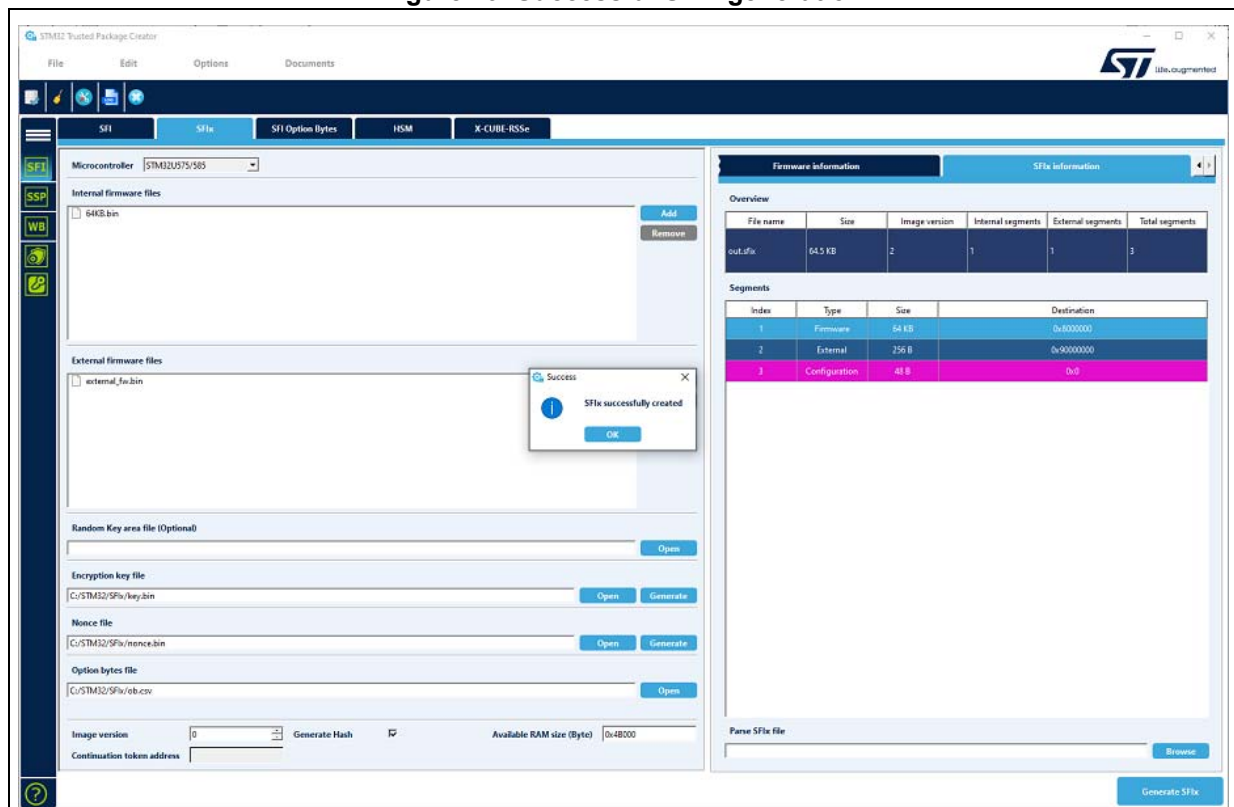 STM32 Trusted Package Creator
File Edit Options Documents
life.augmented
SFI SFIx SFI Option Bytes HSM X-CUBE-RSSe
SFI
SSP
WB
Microcontroller STM32U575/585
Internal firmware files
64KB.bin
Add
Remove
External firmware files
external_fw.bin
Random Key area file (Optional)
Open
Encryption key file
C:/STM32/SFIx/key.bin Open Generate
Nonce file
C:/STM32/SFIx/nonce.bin Open Generate
Option bytes file
C:/STM32/SFIx/ob.csv Open
Image version 0 Generate Hash Available RAM size (Byte) 0x4B000
Continuation token address
Success
SFIx successfully created
OK
Firmware information SFIx information
Overview
File name Size Image version Internal segments External segments Total segments
out.sfix 64.5 KB 2 1 1 3
Segments
Index Type Size Destination
1 Firmware 64 KB 0x8000000
2 External 256 B 0x90000000
3 Configuration 48 B 0x0
Parse SFIx file
Browse
Generate SFIx